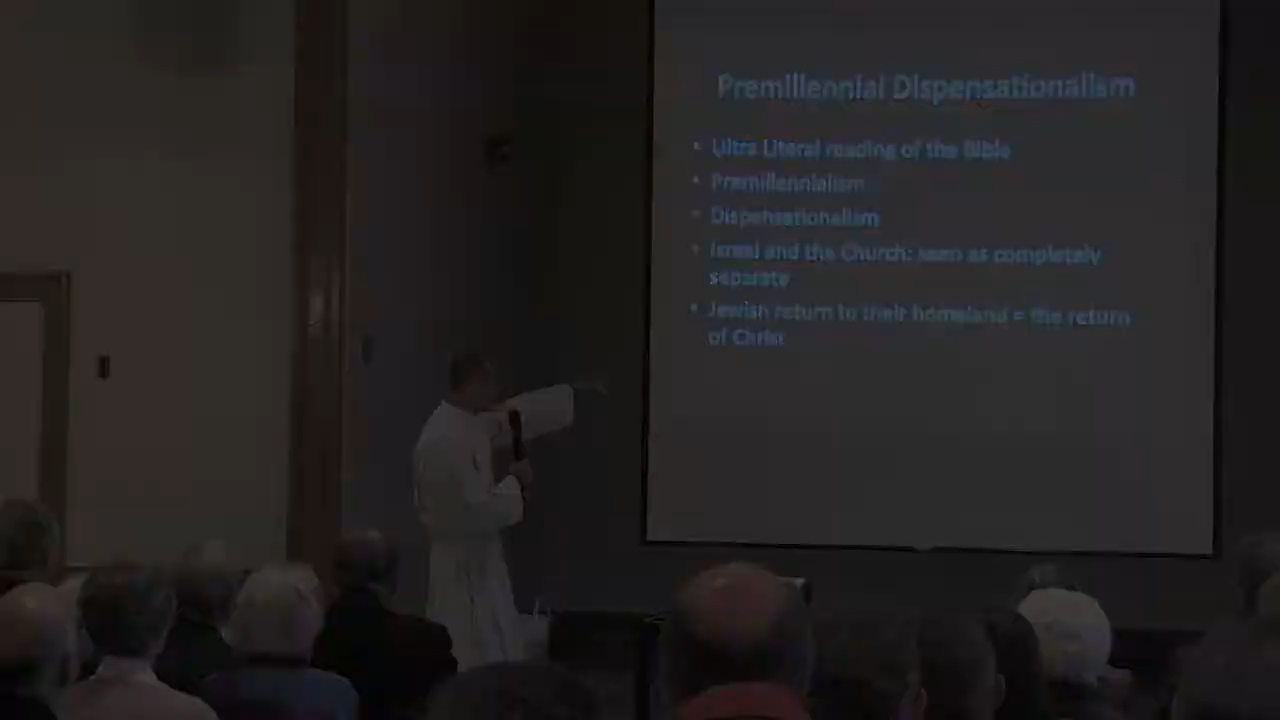 Premillennial Dispensationalism
• Ultra Literal reading of the Bible
• Premillennialism
• Dispensationalism
• Israel and the Church: seen as completely
separate
• Jewish return to their homeland = the return
of Christ